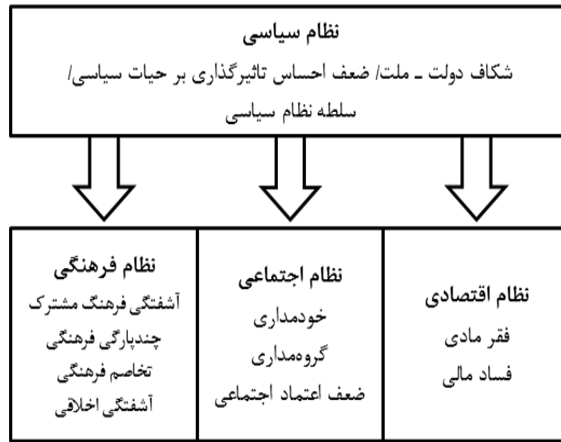 نظام سیاسی
شکاف دولت ـ ملت/ ضعف احساس تاثیرگذاری بر حیات سیاسی/
سلطه نظام سیاسی
نظام اقتصادی
فقر مادی
فساد مالی
نظام اجتماعی
خودمداری
گروه‌مداری
ضعف اعتماد اجتماعی
نظام فرهنگی
آشفتگی فرهنگ مشترک
چندپارگی فرهنگی
تخاصم فرهنگی
آشفتگی اخلاقی